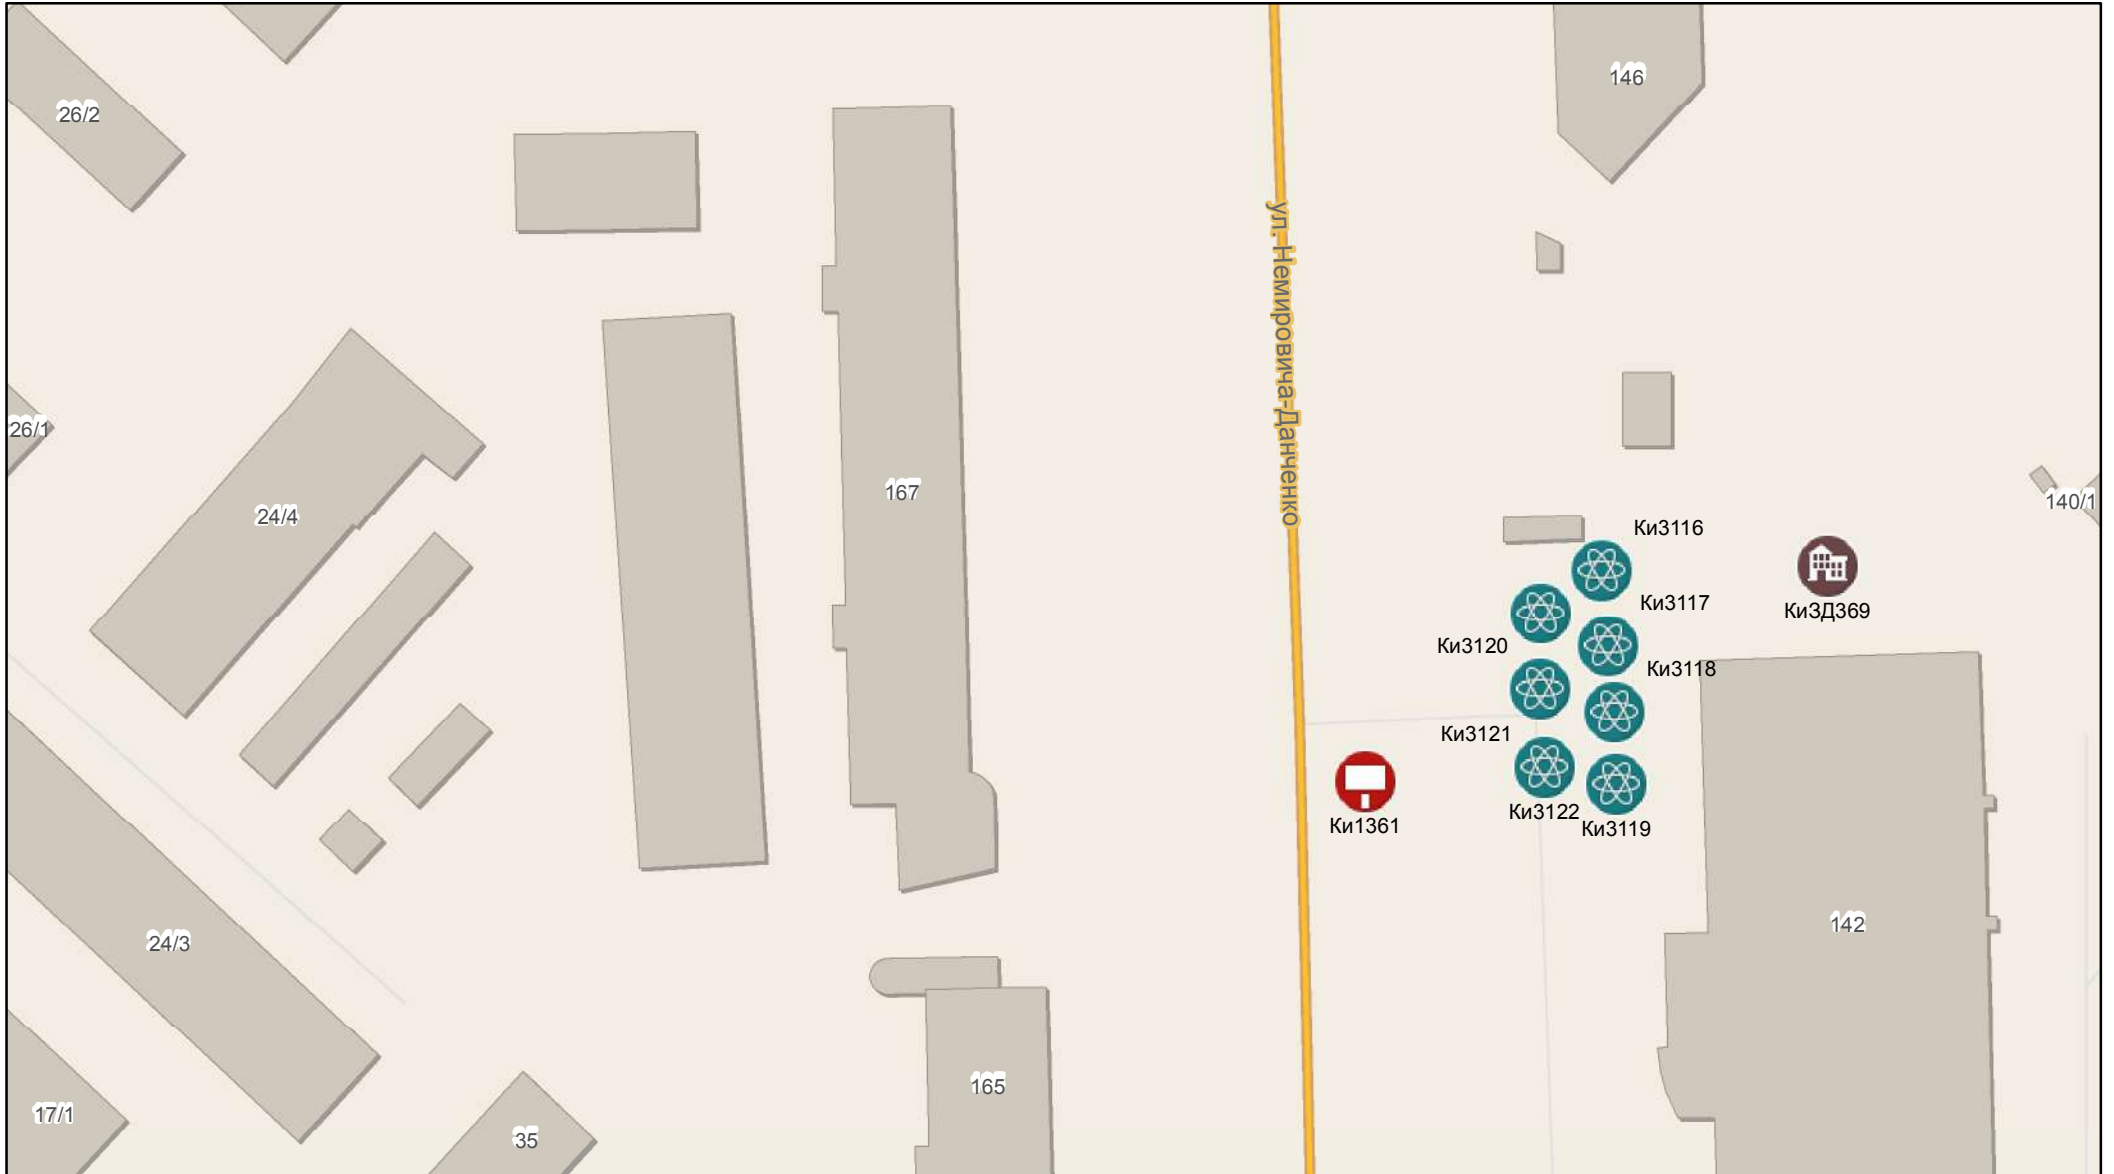 146
26/2
ул. Немировича-Данченко
26/1
167
140/1
24/4
Ки3116
Ки3117
КиЗД369
Ки3120
Ки3118
Ки3121
Ки3122
Ки3119
Ки1361
142
24/3
165
17/1
35